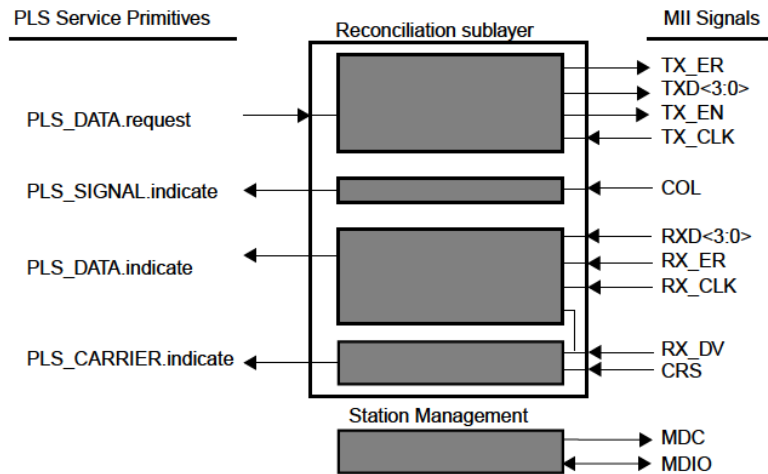 PLS Service Primitives
MII Signals
Reconciliation sublayer
TX_ER
TXD<3:0>
PLS_DATA.request
TX_EN
TX_CLK
PLS_SIGNAL.indicate
COL
RXD<3:0>
PLS_DATA.indicate
RX_ER
RX_CLK
PLS_CARRIER.indicate
RX_DV
CRS
Station Management
MDC
MDIO